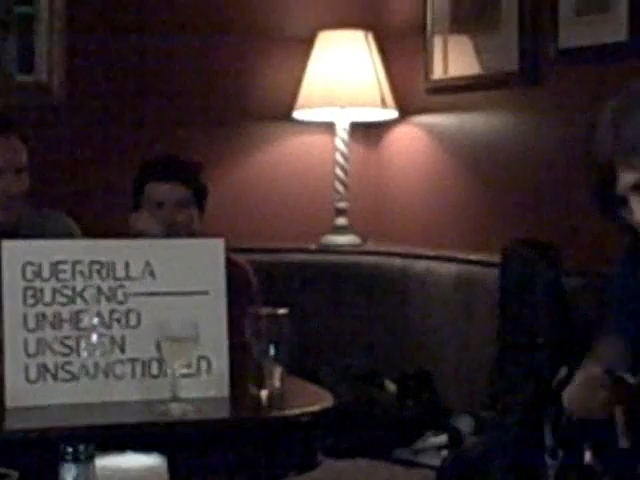 GUERRILLA
BUSKING
UNHEARD
UNSEEN
UNSANCTIONED